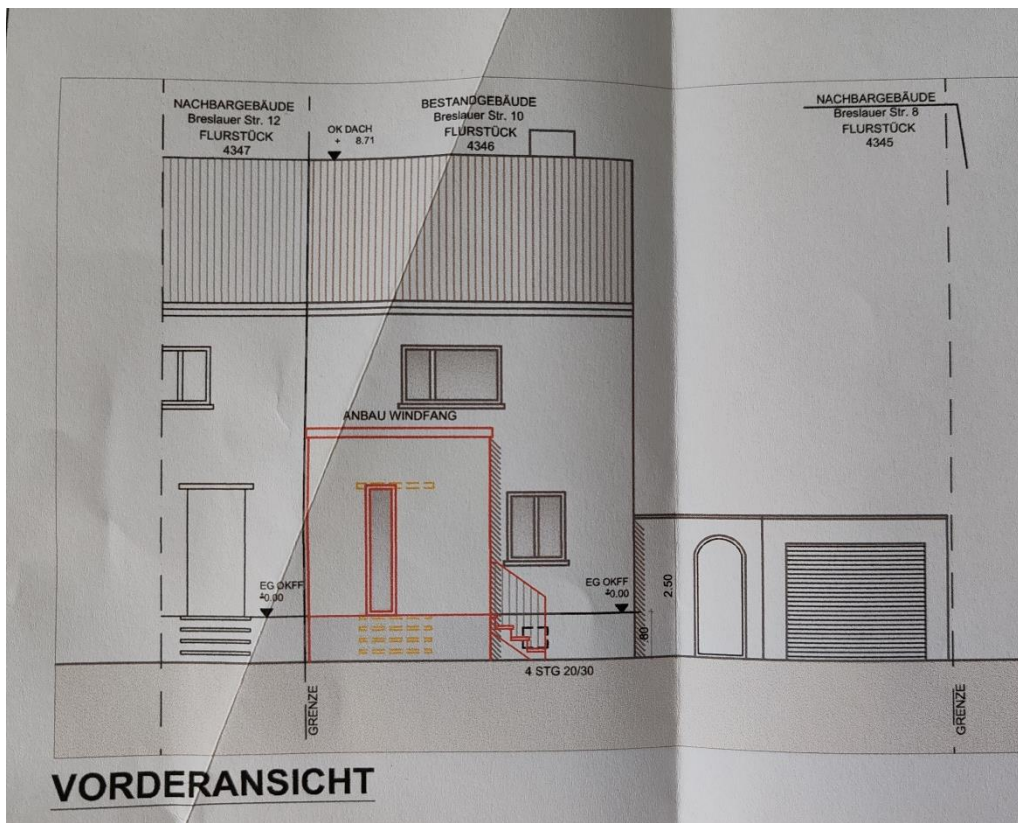 NACHBARGEBÄUDE
Breslauer Str. 12
FLURSTÜCK
4347
OK DACH
+ 8.71
BESTANDGEBÄUDE
Breslauer Str. 10
FLURSTÜCK
4346
NACHBARGEBÄUDE
Breslauer Str. 8
FLURSTÜCK
4345
ANBAU WINDFANG
EG OKFF
±0.00
EG OKFF
±0.00
2.50
.80
4 STG 20/30
GRENZE
GRENZE
VORDERANSICHT